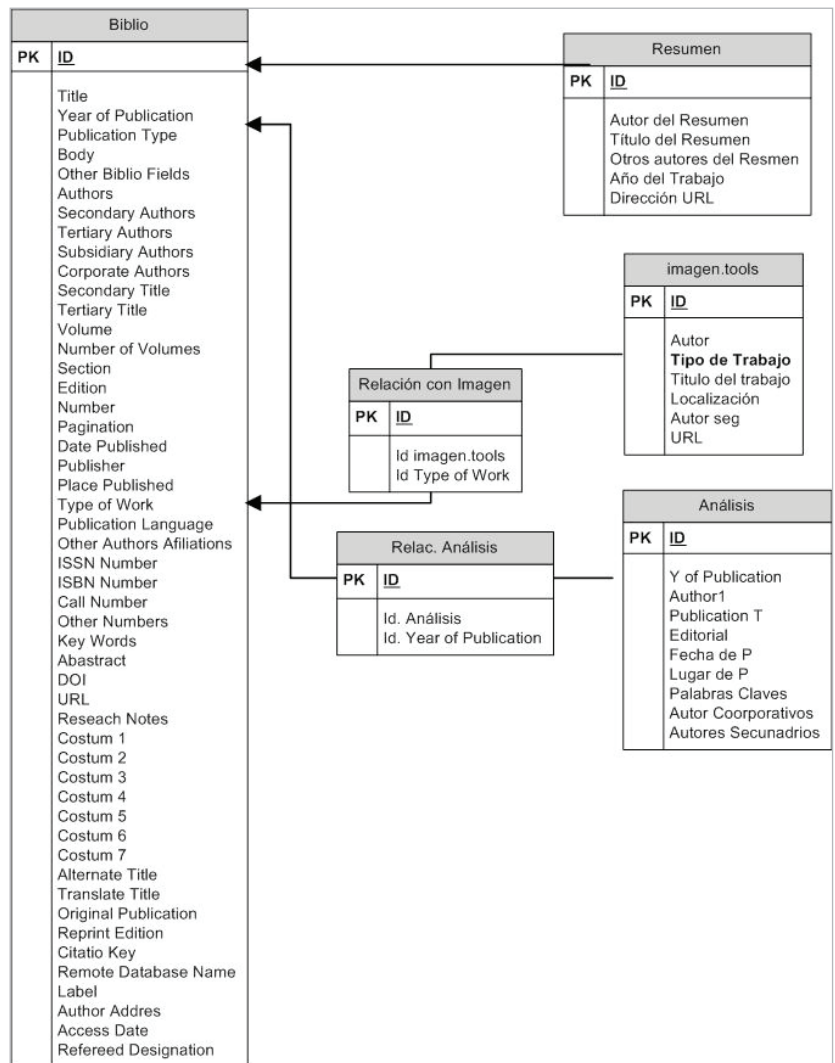 Biblio
PK ID
Title
Year of Publication
Publication Type
Body
Other Biblio Fields
Authors
Secondary Authors
Tertiary Authors
Subsidiary Authors
Corporate Authors
Secondary Title
Tertiary Title
Volume
Number of Volumes
Section
Edition
Number
Pagination
Date Published
Publisher
Place Published
Type of Work
Publication Language
Other Authors Afiliations
ISSN Number
ISBN Number
Call Number
Other Numbers
Key Words
Abastract
DOI
URL
Reseach Notes
Costum 1
Costum 2
Costum 3
Costum 4
Costum 5
Costum 6
Costum 7
Alternate Title
Translate Title
Original Publication
Reprint Edition
Citatio Key
Remote Database Name
Label
Author Addres
Access Date
Refereed Designation
Resumen
PK ID
Autor del Resumen
Título del Resumen
Otros autores del Resmen
Año del Trabajo
Dirección URL
imagen.tools
PK ID
Autor
Tipo de Trabajo
Titulo del trabajo
Localización
Autor seg
URL
Relación con Imagen
PK ID
Id imagen.tools
Id Type of Work
Relac. Análisis
PK ID
Id. Análisis
Id. Year of Publication
Análisis
PK ID
Y of Publication
Author1
Publication T
Editorial
Fecha de P
Lugar de P
Palabras Claves
Autor Coorporativos
Autores Secunadrios